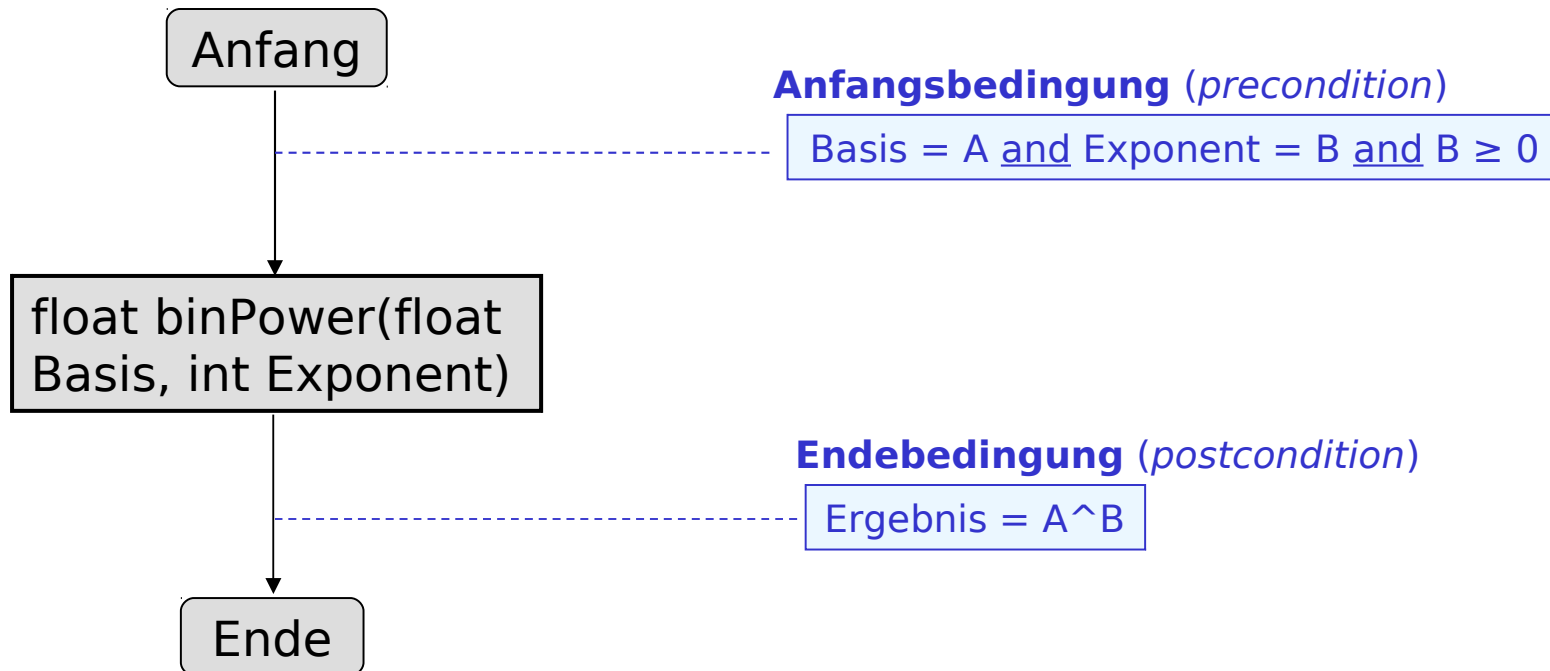 Anfang
Anfangsbedingung (precondition)
Basis = A and Exponent = B and B ≥ 0
float binPower(float
Basis, int Exponent)
Endebedingung (postcondition)
Ergebnis = A^B
Ende